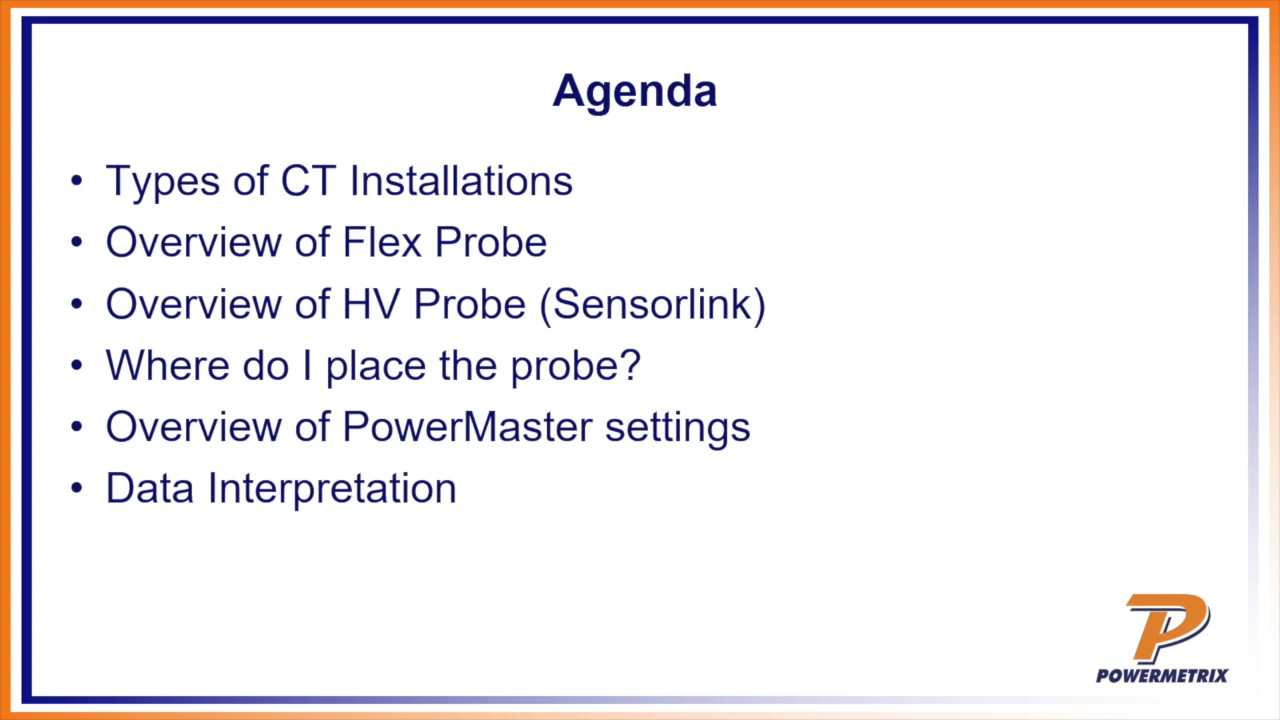 Agenda
• Types of CT Installations
• Overview of Flex Probe
• Overview of HV Probe (Sensorlink)
• Where do I place the probe?
• Overview of PowerMaster settings
• Data Interpretation
P
POWERMETRIX